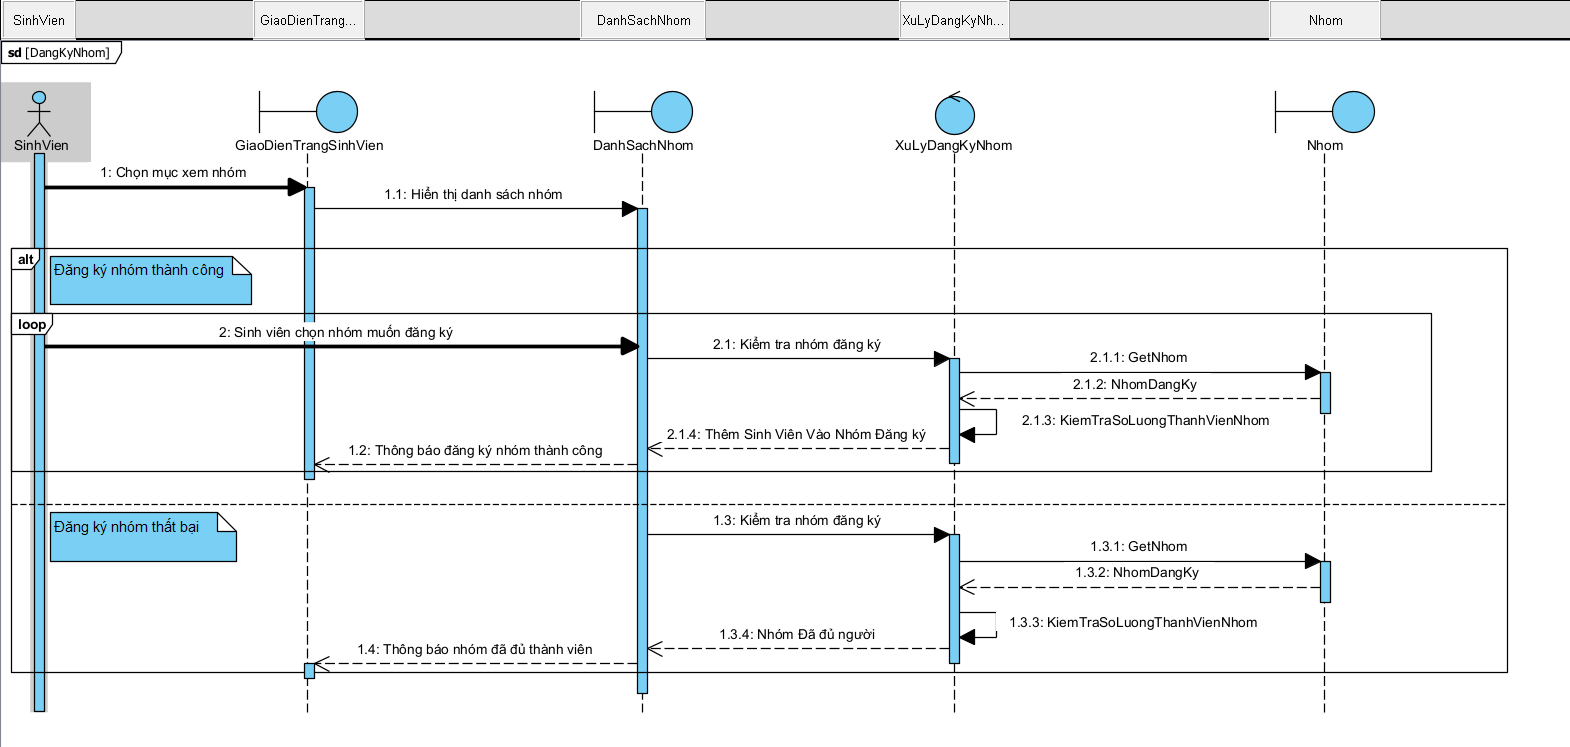 SinhVien
GiaoDienTrang...
DanhSachNhom
XuLyDangKyNh...
Nhom
sd [DangKyNhom]
SinhVien
GiaoDienTrangSinhVien
DanhSachNhom
XuLyDangKyNhom
Nhom
1: Chọn mục xem nhóm
1.1: Hiển thị danh sách nhóm
alt
Đăng ký nhóm thành công
loop
2: Sinh viên chọn nhóm muốn đăng ký
2.1: Kiểm tra nhóm đăng ký
2.1.1: GetNhom
2.1.2: NhomDangKy
2.1.3: KiemTraSoLuongThanhVienNhom
2.1.4: Thêm Sinh Viên Vào Nhóm Đăng ký
1.2: Thông báo đăng ký nhóm thành công
Đăng ký nhóm thất bại
1.3: Kiểm tra nhóm đăng ký
1.3.1: GetNhom
1.3.2: NhomDangKy
1.3.3: KiemTraSoLuongThanhVienNhom
1.3.4: Nhóm Đã đủ người
1.4: Thông báo nhóm đã đủ thành viên